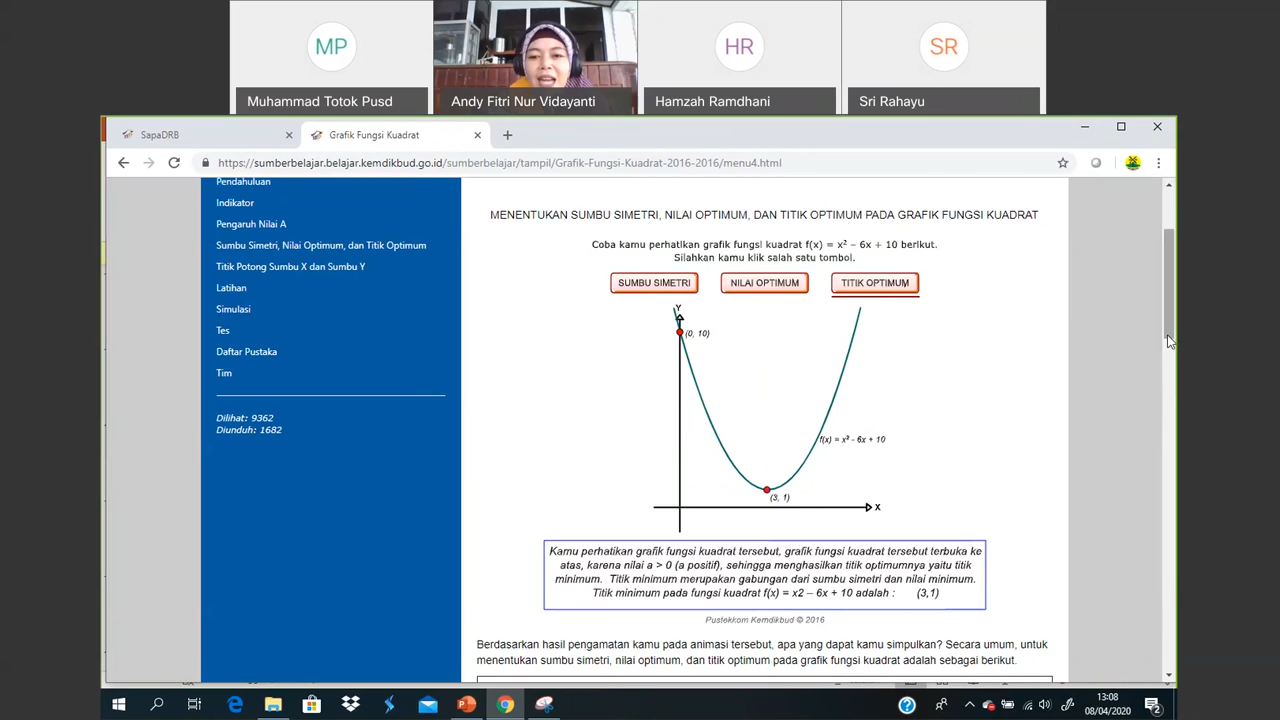 MP
HR
SR
Muhammad Totok Pusd
Andy Fitri Nur Vidayanti
Hamzah Ramdhani
Sri Rahayu
SapaDRB
Grafik Fungsi Kuadrat
https://sumberbelajar.belajar.kemdikbud.go.id/sumberbelajar/tampil/Grafik-Fungsi-Kuadrat-2016-2016/menu4.html
Pendahuluan
Indikator
Pengaruh Nilai A
Sumbu Simetri, Nilai Optimum, dan Titik Optimum
Titik Potong Sumbu X dan Sumbu Y
Latihan
Simulasi
Tes
Daftar Pustaka
Tim
Dilihat: 9362
Diunduh: 1682
MENENTUKAN SUMBU SIMETRI, NILAI OPTIMUM, DAN TITIK OPTIMUM PADA GRAFIK FUNGSI KUADRAT
Coba kamu perhatikan grafik fungsi kuadrat f(x) = x² – 6x + 10 berikut.
Silahkan kamu klik salah satu tombol.
SUMBU SIMETRI
NILAI OPTIMUM
TITIK OPTIMUM
Y
(0, 10)
f(x) = x² - 6x + 10
(3, 1)
X
Kamu perhatikan grafik fungsi kuadrat tersebut, grafik fungsi kuadrat tersebut terbuka ke
atas, karena nilai a > 0 (a positif), sehingga menghasilkan titik optimumnya yaitu titik
minimum. Titik minimum merupakan gabungan dari sumbu simetri dan nilai minimum.
Titik minimum pada fungsi kuadrat f(x) = x2 – 6x + 10 adalah : (3,1)
Pustekkom Kemdikbud © 2016
Berdasarkan hasil pengamatan kamu pada animasi tersebut, apa yang dapat kamu simpulkan? Secara umum, untuk
menentukan sumbu simetri, nilai optimum, dan titik optimum pada grafik fungsi kuadrat adalah sebagai berikut.
13:08
08/04/2020
2